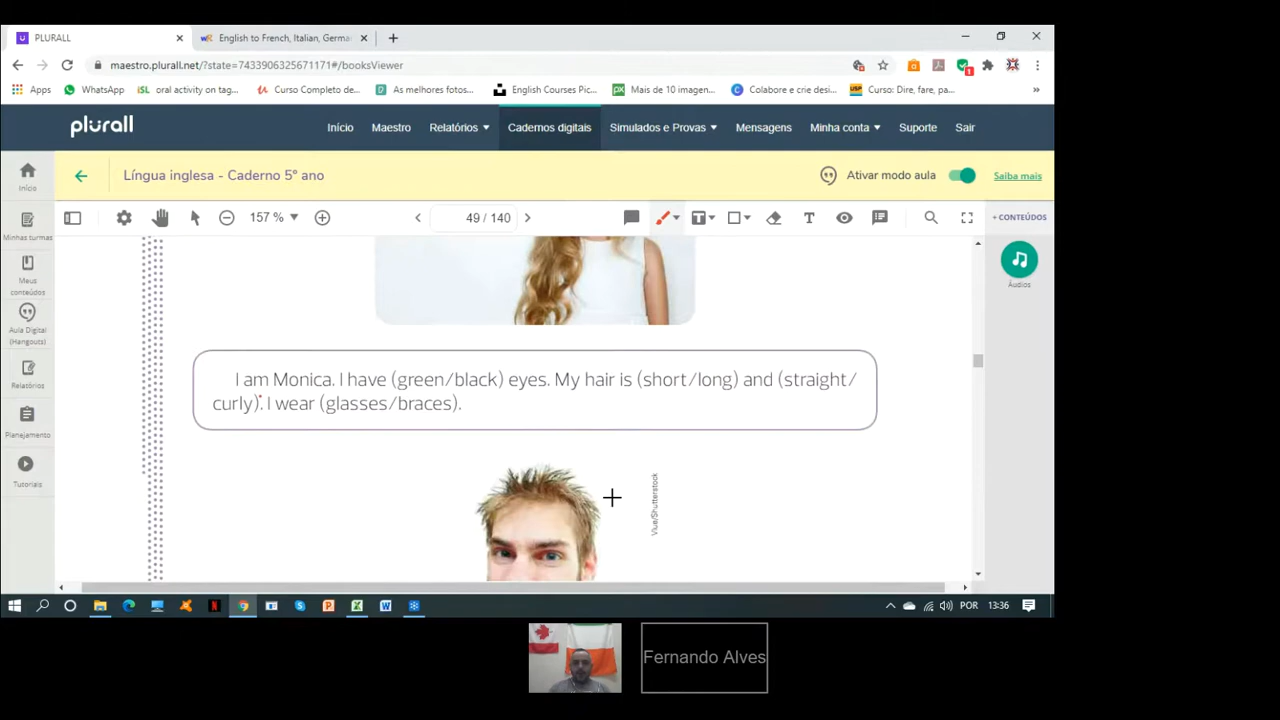 PLURALL
English to French, Italian, Germa
maestro.plurall.net/?state=7433906325671171#/booksViewer
Apps
WhatsApp
iSL oral activity on tag...
Curso Completo de...
As melhores fotos...
English Courses Pic...
Mais de 10 imagen...
Colabore e crie desi...
USP Curso: Dire, fare, pa...
plurall
Início
Maestro
Relatórios
Cadernos digitais
Simulados e Provas
Mensagens
Minha conta
Suporte
Sair
Língua inglesa - Caderno 5º ano
Ativar modo aula
Saiba mais
157 %
49 / 140
+ CONTEÚDOS
Início
Minhas turmas
Meus
conteúdos
Aula Digital
(Hangouts)
Relatórios
Planejamento
Tutoriais
Áudios
I am Monica. I have (green/black) eyes. My hair is (short/long) and (straight/
curly). I wear (glasses/braces).
Vlue/Shutterstock
POR
13:36
Fernando Alves